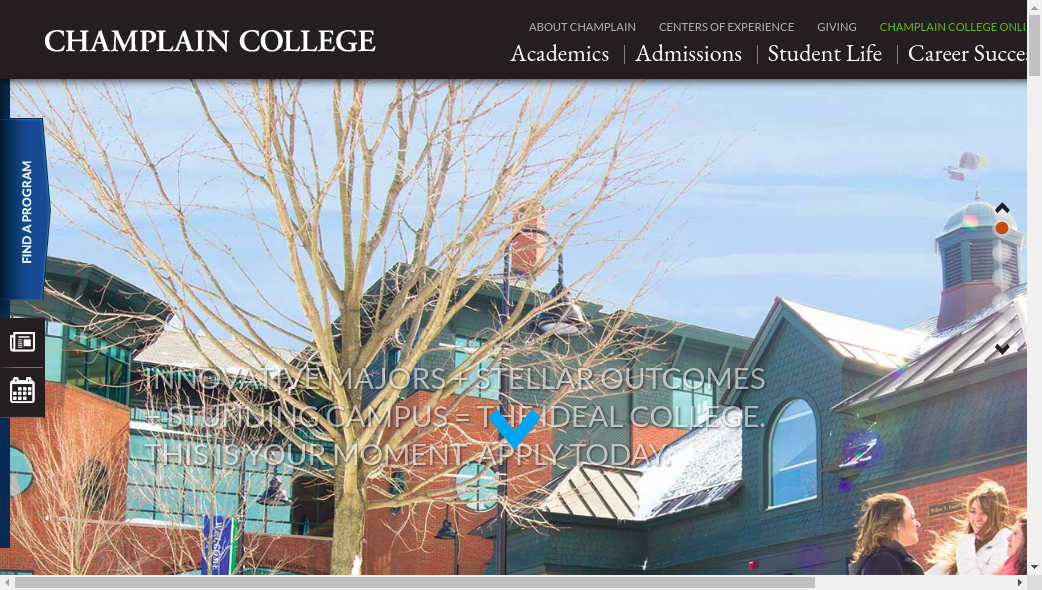 CHAMPLAIN COLLEGE
ABOUT CHAMPLAIN CENTERS OF EXPERIENCE GIVING CHAMPLAIN COLLEGE ONLI
Academics Admissions Student Life Career Succes
FIND A PROGRAM
INNOVATIVE MAJORS + STELLAR OUTCOMES
= STUNNING CAMPUS = THE IDEAL COLLEGE.
THIS IS YOUR MOMENT. APPLY TODAY.